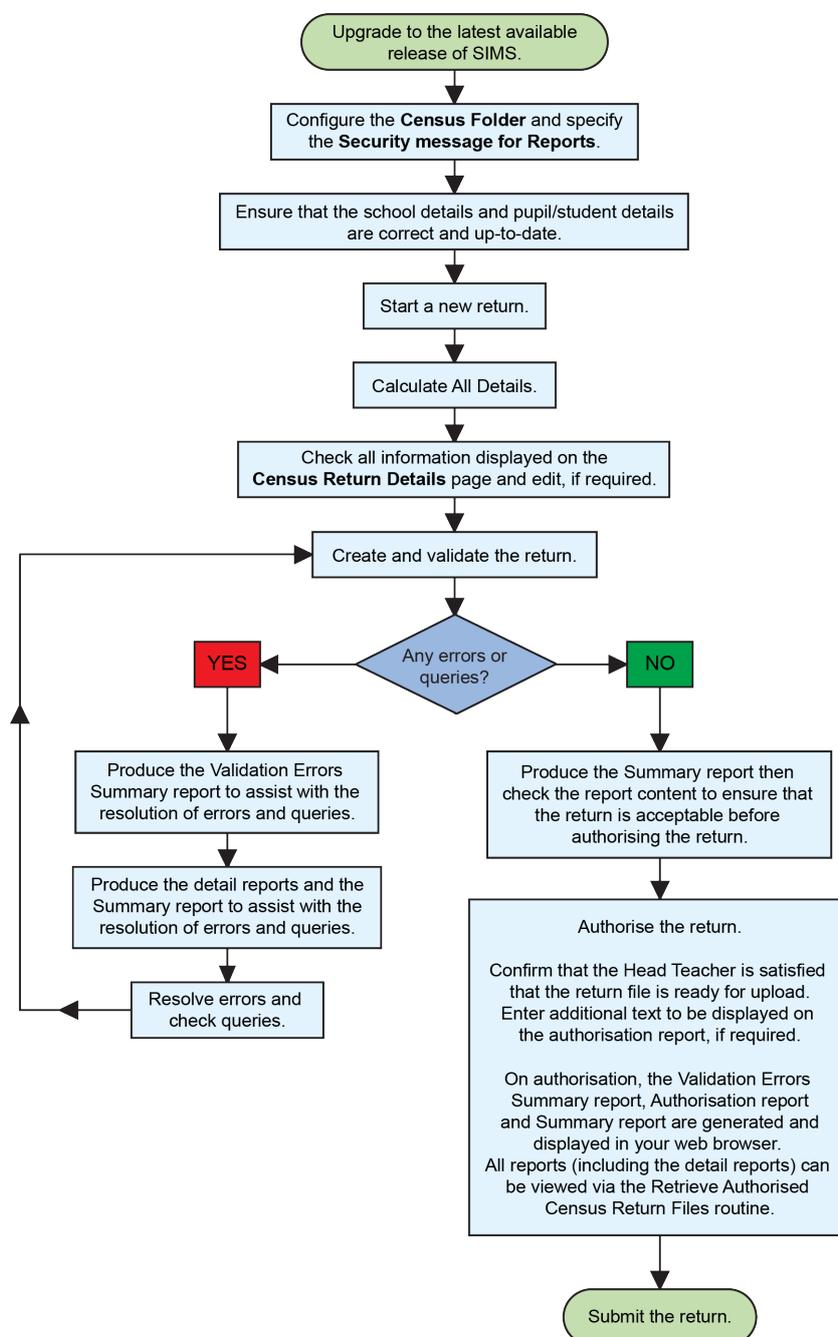 Upgrade to the latest available
release of SIMS.
Configure the Census Folder and specify
the Security message for Reports.
Ensure that the school details and pupil/student details
are correct and up-to-date.
Start a new return.
Calculate All Details.
Check all information displayed on the
Census Return Details page and edit, if required.
Create and validate the return.
Any errors or
queries?
YES
NO
Produce the Validation Errors
Summary report to assist with the
resolution of errors and queries.
Produce the detail reports and the
Summary report to assist with the
resolution of errors and queries.
Resolve errors and
check queries.
Produce the Summary report then
check the report content to ensure that
the return is acceptable before
authorising the return.
Authorise the return.
Confirm that the Head Teacher is satisfied
that the return file is ready for upload.
Enter additional text to be displayed on
the authorisation report, if required.
On authorisation, the Validation Errors
Summary report, Authorisation report
and Summary report are generated and
displayed in your web browser.
All reports (including the detail reports) can
be viewed via the Retrieve Authorised
Census Return Files routine.
Submit the return.